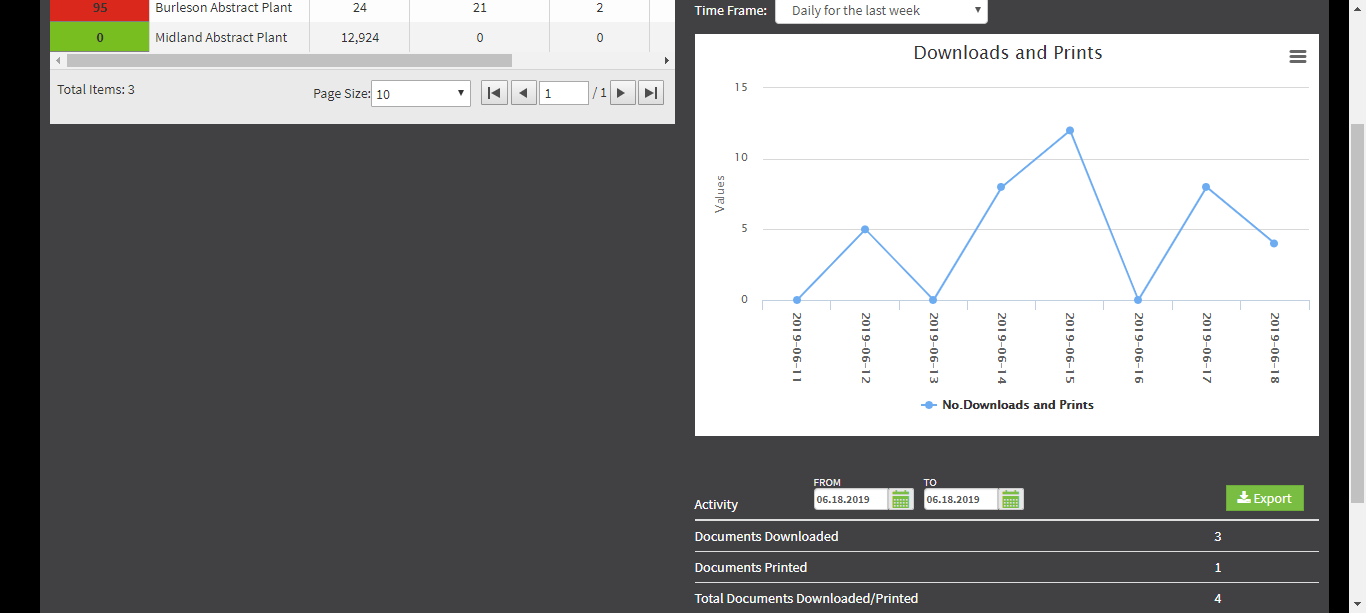 95 Burleson Abstract Plant 24 21 2
0 Midland Abstract Plant 12,924 0 0
Total Items: 3 Page Size: 10 1 / 1
Time Frame: Daily for the last week
Downloads and Prints
15
10
5
0
Values
2019-06-11
2019-06-12
2019-06-13
2019-06-14
2019-06-15
2019-06-16
2019-06-17
2019-06-18
No.Downloads and Prints
FROM TO
Activity 06.18.2019 06.18.2019 Export
Documents Downloaded 3
Documents Printed 1
Total Documents Downloaded/Printed 4